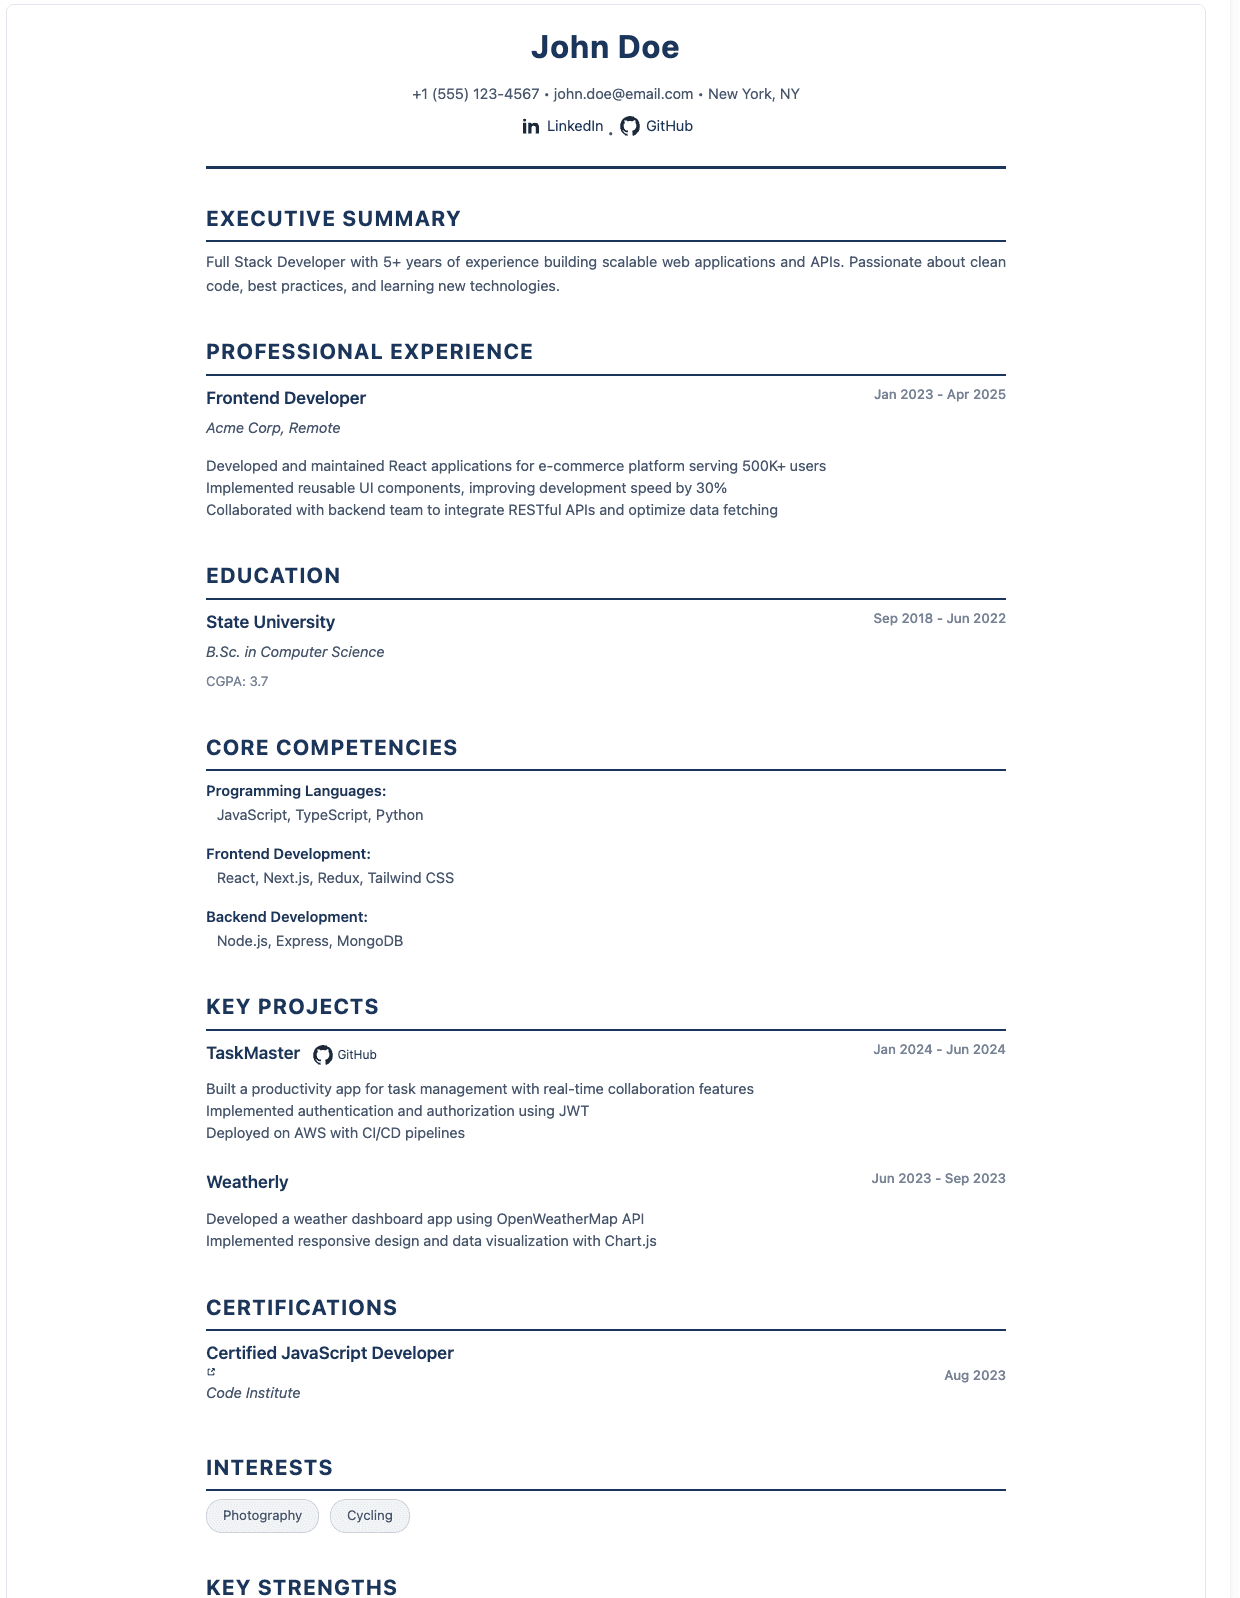 John Doe
+1 (555) 123-4567 • john.doe@email.com • New York, NY
LinkedIn • GitHub
EXECUTIVE SUMMARY
Full Stack Developer with 5+ years of experience building scalable web applications and APIs. Passionate about clean
code, best practices, and learning new technologies.
PROFESSIONAL EXPERIENCE
Frontend Developer Jan 2023 - Apr 2025
Acme Corp, Remote
Developed and maintained React applications for e-commerce platform serving 500K+ users
Implemented reusable UI components, improving development speed by 30%
Collaborated with backend team to integrate RESTful APIs and optimize data fetching
EDUCATION
State University Sep 2018 - Jun 2022
B.Sc. in Computer Science
CGPA: 3.7
CORE COMPETENCIES
Programming Languages:
JavaScript, TypeScript, Python
Frontend Development:
React, Next.js, Redux, Tailwind CSS
Backend Development:
Node.js, Express, MongoDB
KEY PROJECTS
TaskMaster GitHub Jan 2024 - Jun 2024
Built a productivity app for task management with real-time collaboration features
Implemented authentication and authorization using JWT
Deployed on AWS with CI/CD pipelines
Weatherly Jun 2023 - Sep 2023
Developed a weather dashboard app using OpenWeatherMap API
Implemented responsive design and data visualization with Chart.js
CERTIFICATIONS
Certified JavaScript Developer
Aug 2023
Code Institute
INTERESTS
Photography Cycling
KEY STRENGTHS